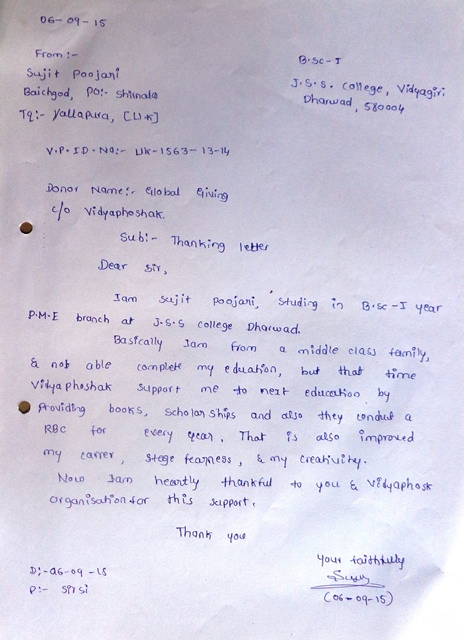 06-09-15
From :-
Sujit Poojari
Baichgod, PO:- Shirnala
Tq:- Yallapura, [U.K]
B.Sc-I
J.S.S. College, Vidyagiri
Dharwad, 580004
V.P.ID.No:- UK-1563-13-14
Donor Name:- Global Giving
C/o Vidyaphoshak.
Sub:- Thanking letter
Dear Sir,
Iam Sujit Poojari, Studing in B.Sc-I year
P.M.E branch at J.S.S college Dharwad.
Basically Iam from a middle class family,
& not able complete my eduation, but that time
Vidyaphoshak Support me to next education by
Providing books, Scholar Ships and also they conduct a
RBC for every year. That is also improved
my carrer, stage fearness, & my Creativity.
Now Iam heartly thankful to you & Vidyaphosk
Organisation for this support.
Thank you
D:- 06-09-15
P:- Sirsi
Your faithfully
(06-09-15)